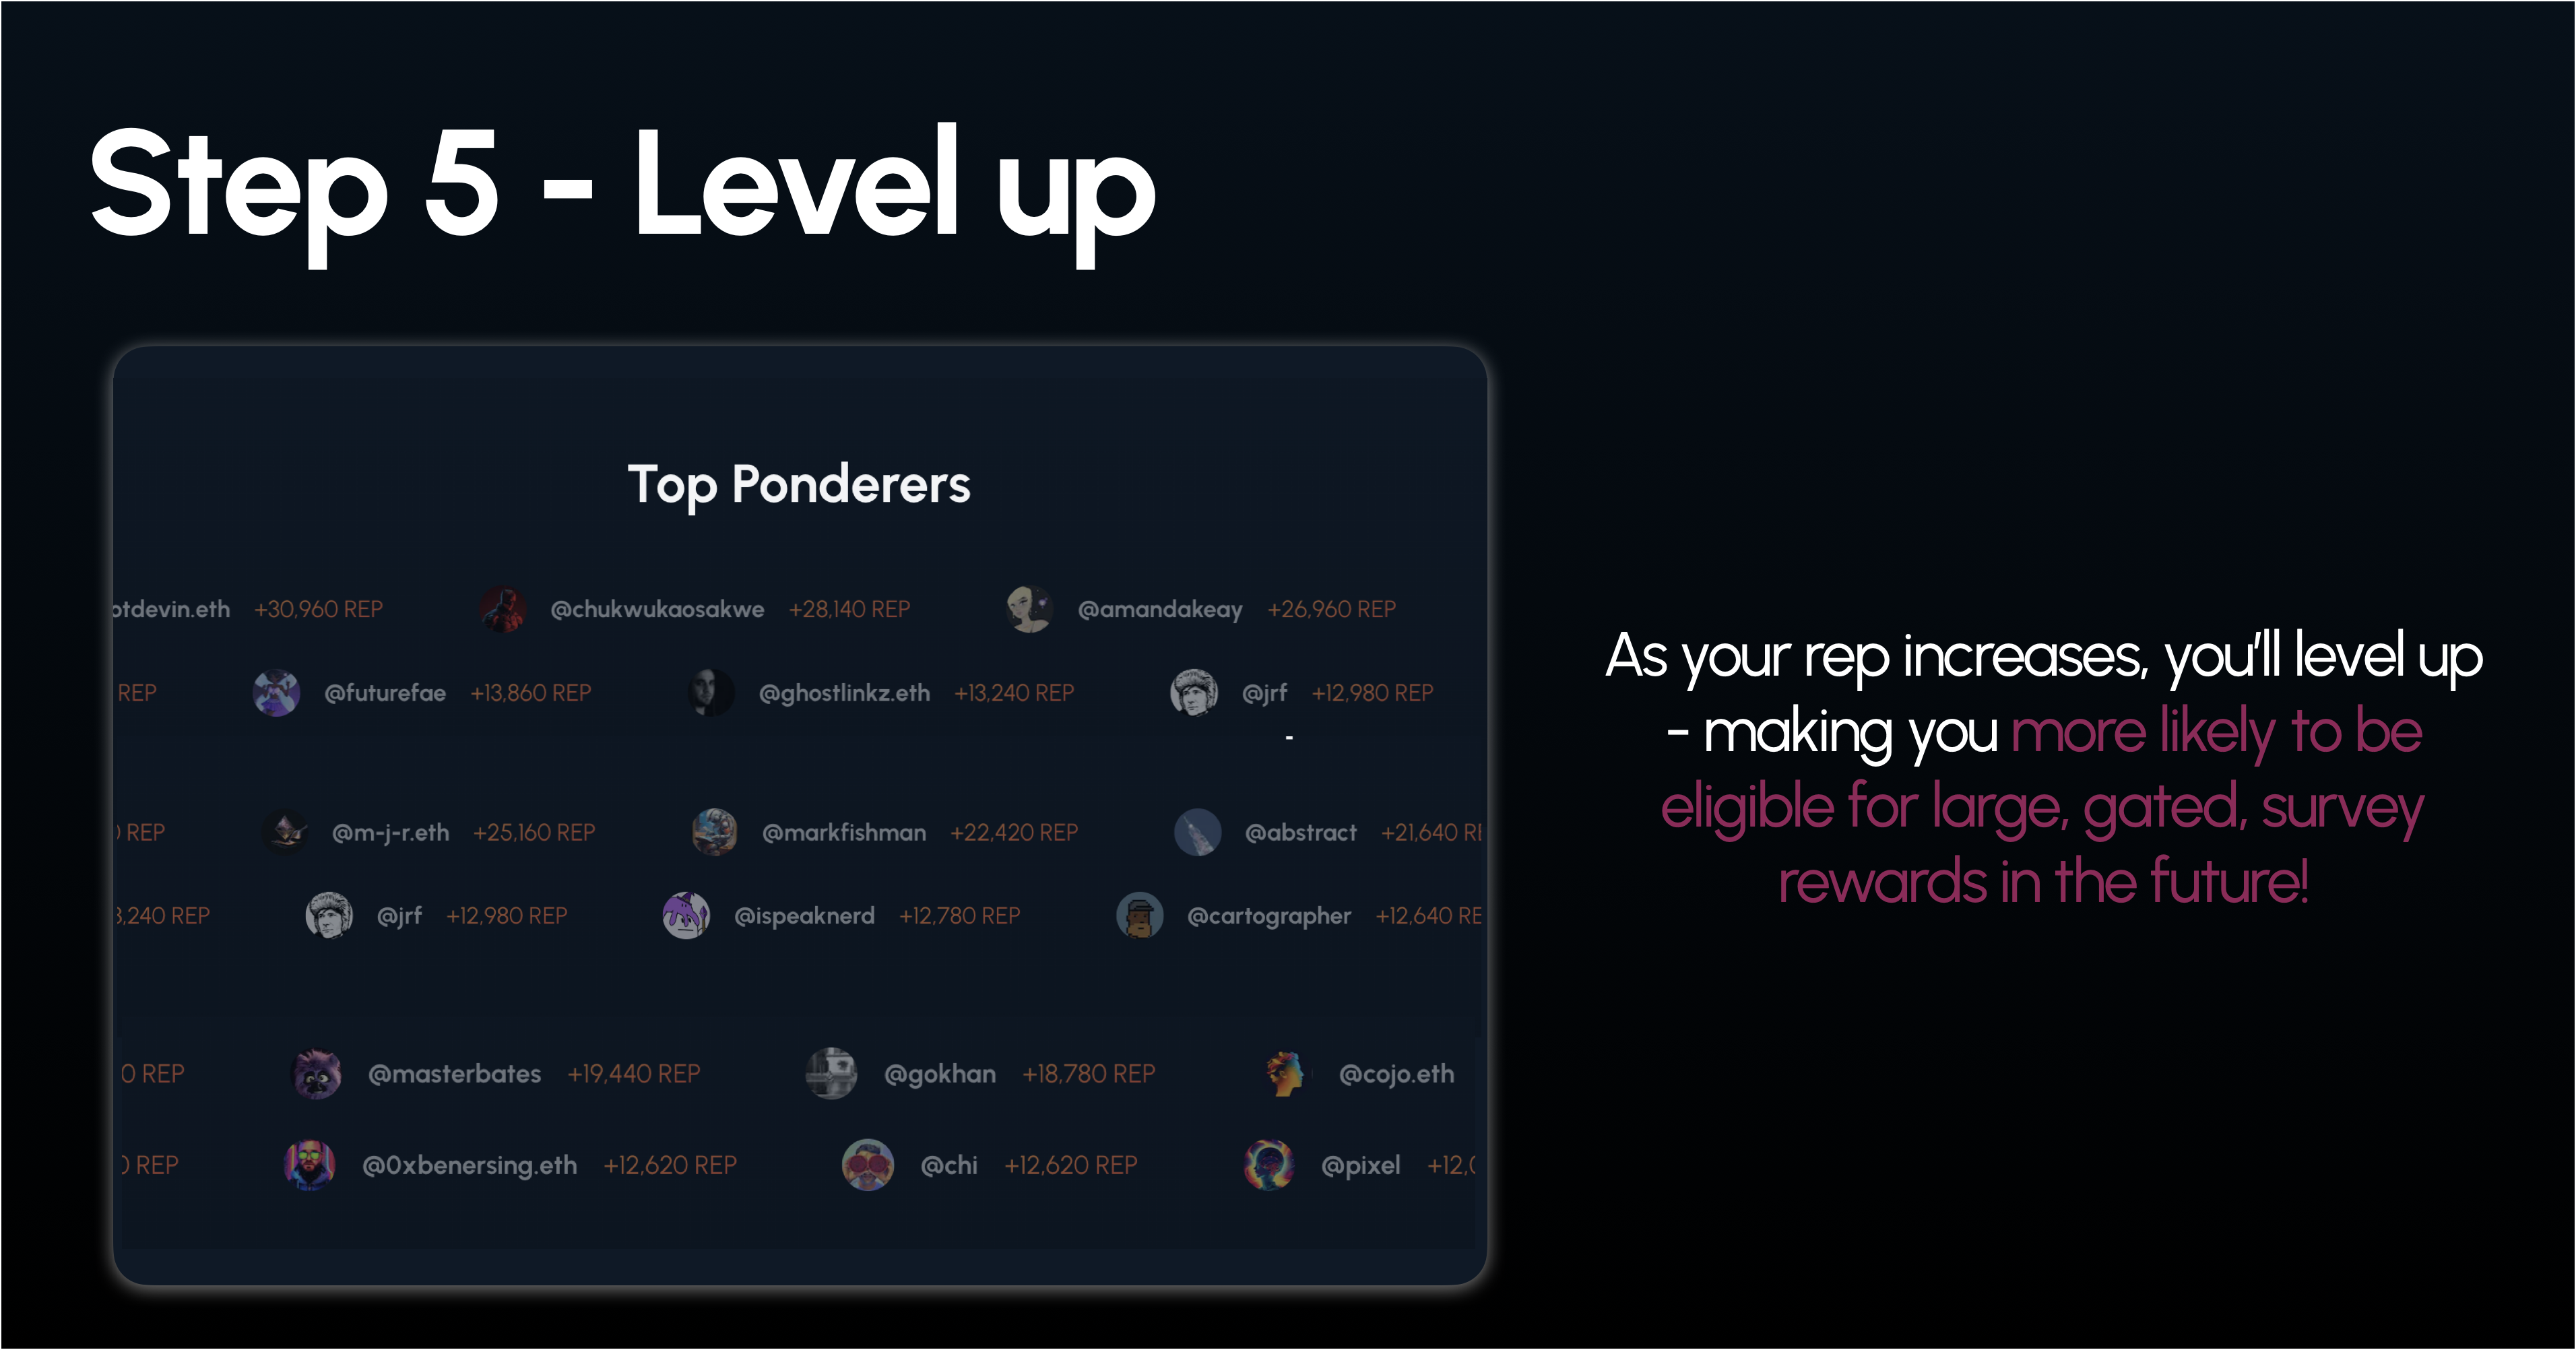 Step 5 - Level up
Top Ponderers
otdevin.eth +30,960 REP @chukwukaosakwe +28,140 REP @amandakeay +26,960 REP
REP @futurefae +13,860 REP @ghostlinkz.eth +13,240 REP @jrf +12,980 REP
-
REP @m-j-r.eth +25,160 REP @markfishman +22,420 REP @abstract +21,640 RE
3,240 REP @jrf +12,980 REP @ispeaknerd +12,780 REP @cartographer +12,640 RE
0 REP @masterbates +19,440 REP @gokhan +18,780 REP @cojo.eth
0 REP @0xbenersing.eth +12,620 REP @chi +12,620 REP @pixel +12,0
As your rep increases, you'll level up
- making you more likely to be
eligible for large, gated, survey
rewards in the future!